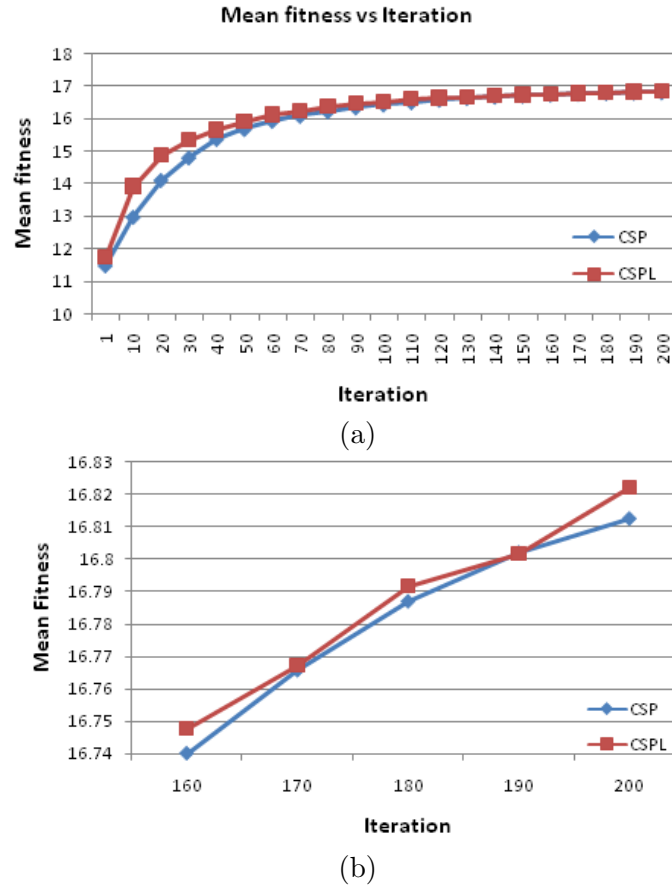 Mean fitness vs Iteration
18
17
16
15
14
13
12
11
10
Mean fitness
CSP
CSPL
1 10 20 30 40 50 60 70 80 90 100 110 120 130 140 150 160 170 180 190 200
Iteration
(a)
16.83
16.82
16.81
16.8
16.79
16.78
16.77
16.76
16.75
16.74
Mean Fitness
CSP
CSPL
160 170 180 190 200
Iteration
(b)